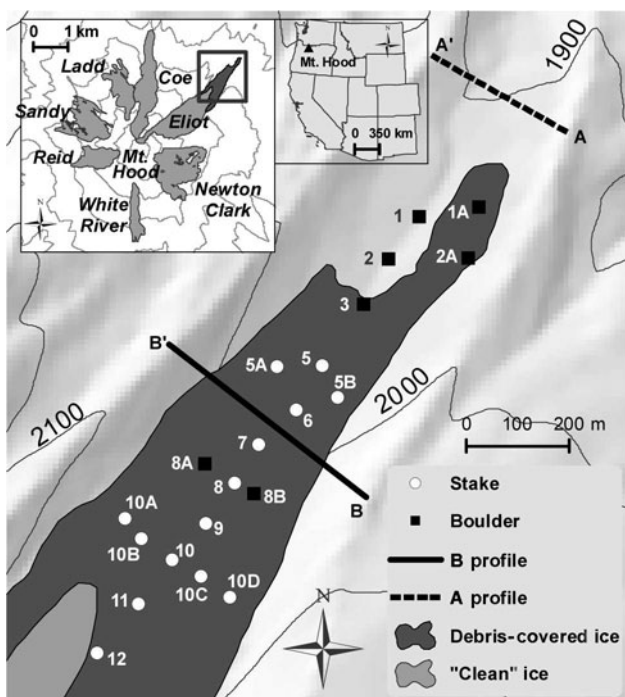 0 1 km
Ladd
Coe
Sandy
Eliot
Reid
Mt. Hood
Newton Clark
White River
N
Mt. Hood
N
0 350 km
A'
1900
A
1
1A
2
2A
3
B'
5A
5
5B
6
2000
2100
7
0 100 200 m
8A
8
8B
B
10A
9
10B
10
10C
10D
11
12
N
Stake
Boulder
B profile
A profile
Debris-covered ice
"Clean" ice